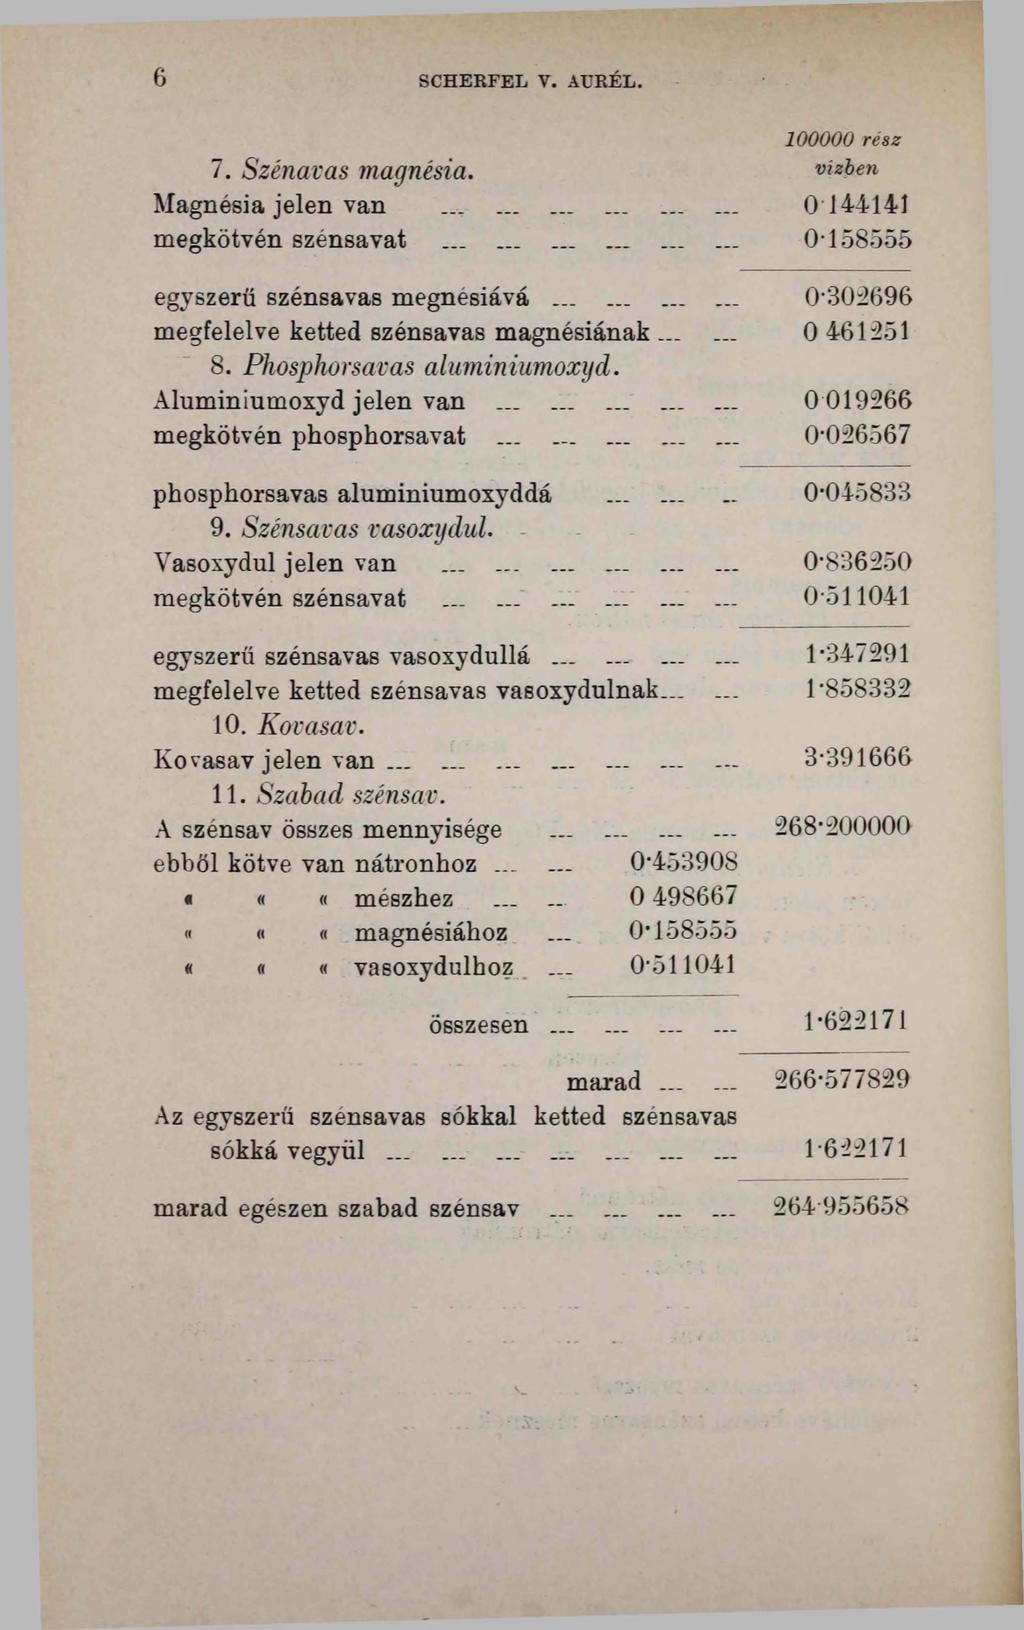 6 SCHERFEL V. AURÉL.
100000 rész
7. Szénavas magnésia. vízben
Magnésia jelen van --- --- --- --- --- --- 0·144141
megkötvén szénsavat --- --- --- --- --- --- 0·158555
egyszerű szénsavas megnésiává --- --- --- --- 0·302696
megfelelve ketted szénsavas magnésiának --- --- 0 461251
8. Phosphorsavas aluminiumoxyd.
Aluminiumoxyd jelen van --- --- --- --- --- 0·019266
megkötvén phosphorsavat --- --- --- --- --- 0·026567
phosphorsavas aluminiumoxyddá --- --- -- 0·045833
9. Szénsavas vasoxydul.
Vasoxydul jelen van --- --- --- --- --- --- 0·836250
megkötvén szénsavat --- --- --- --- --- --- 0·511041
egyszerű szénsavas vasoxydullá --- --- --- --- 1·347291
megfelelve ketted szénsavas vasoxydulnak --- --- 1·858332
10. Kovasav.
Kovasav jelen van --- --- --- --- --- --- --- 3·391666
11. Szabad szénsav.
A szénsav összes mennyisége --- --- --- --- 268·200000
ebből kötve van nátronhoz --- --- 0·453908
« « « mészhez --- -- 0 498667
« « « magnésiához --- 0·158555
« « « vasoxydulhoz --- 0·511041
összesen --- --- --- --- 1·622171
marad --- --- 266·577829
Az egyszerű szénsavas sókkal ketted szénsavas
sókká vegyül --- --- --- --- --- --- --- 1·622171
marad egészen szabad szénsav --- --- --- --- 264·955658